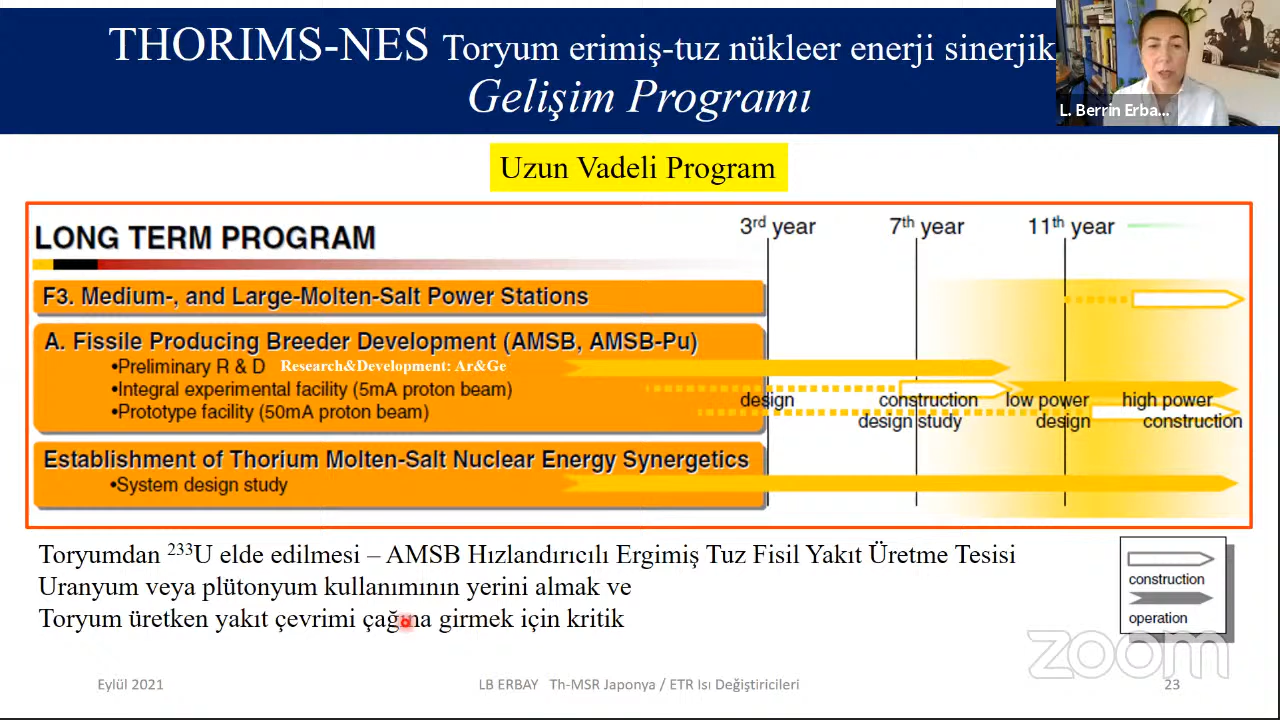 THORIMS-NES Toryum erimiş-tuz nükleer enerji sinerjik
Gelişim Programı
L. Berrin Erba...
Uzun Vadeli Program
LONG TERM PROGRAM
3rd year
7th year
11th year
F3. Medium-, and Large-Molten-Salt Power Stations
A. Fissile Producing Breeder Development (AMSB, AMSB-Pu)
•Preliminary R & D Research&Development: Ar&Ge
•Integral experimental facility (5mA proton beam)
•Prototype facility (50mA proton beam)
design
construction
low power
high power
design study
design
construction
Establishment of Thorium Molten-Salt Nuclear Energy Synergetics
•System design study
Toryumdan 233U elde edilmesi – AMSB Hızlandırıcılı Ergimiş Tuz Fisil Yakıt Üretme Tesisi
Uranyum veya plütonyum kullanımının yerini almak ve
Toryum üretken yakıt çevrimi çağına girmek için kritik
construction
operation
zoom
Eylül 2021
LB ERBAY Th-MSR Japonya / ETR Isı Değiştiricileri
23